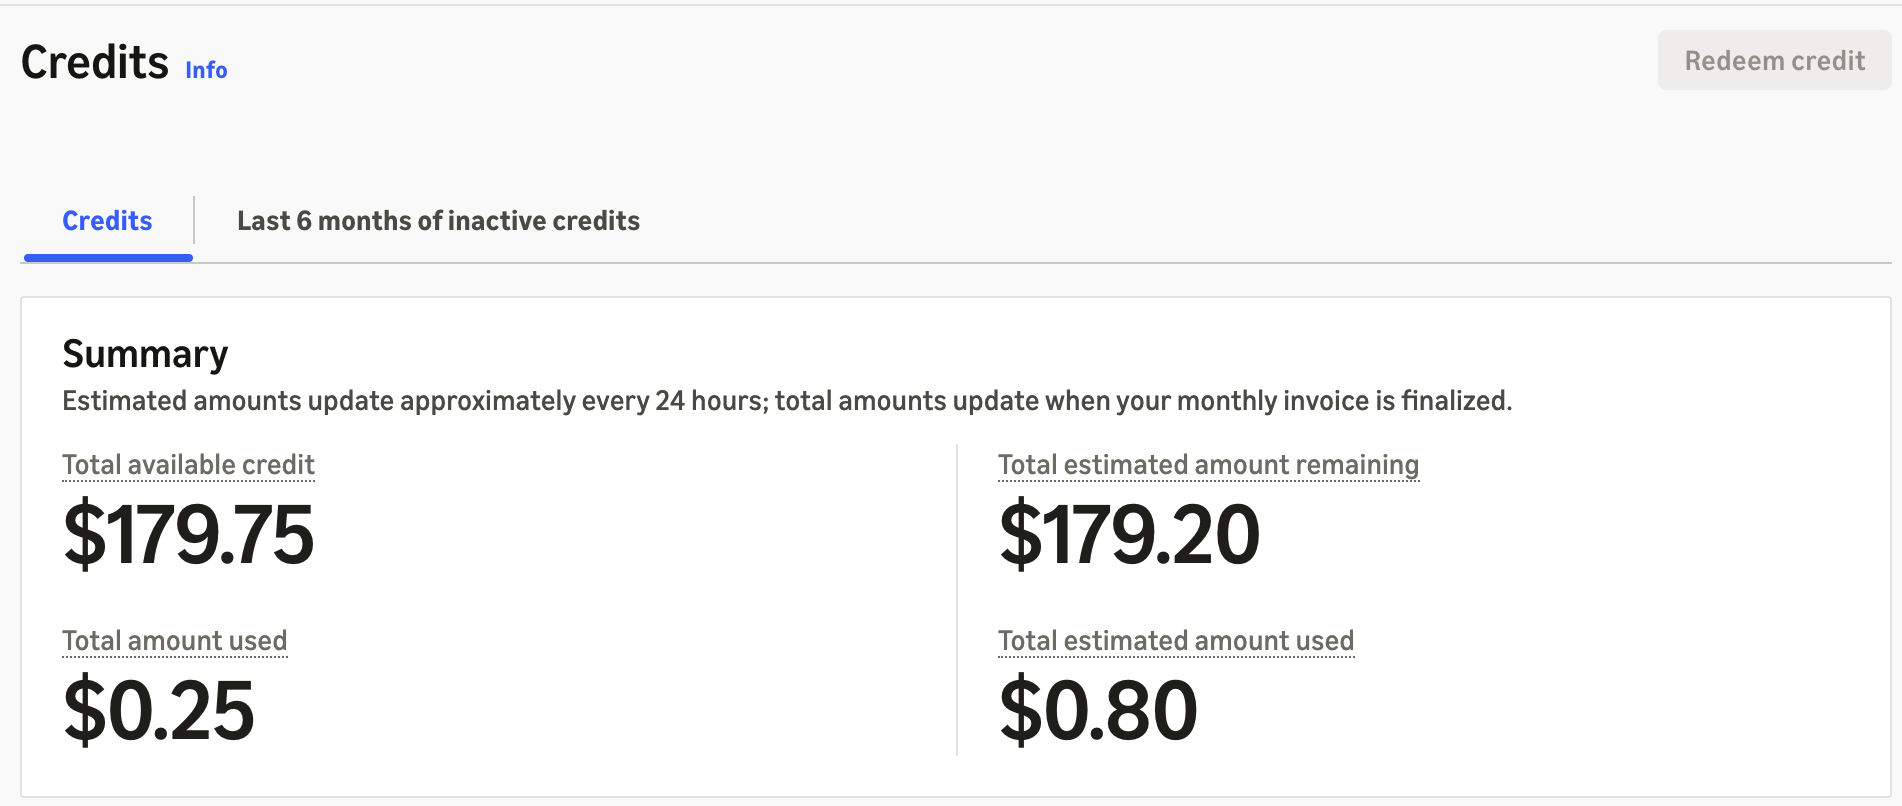 Credits Info
Redeem credit
Credits
Last 6 months of inactive credits
Summary
Estimated amounts update approximately every 24 hours; total amounts update when your monthly invoice is finalized.
Total available credit
$179.75
Total estimated amount remaining
$179.20
Total amount used
$0.25
Total estimated amount used
$0.80